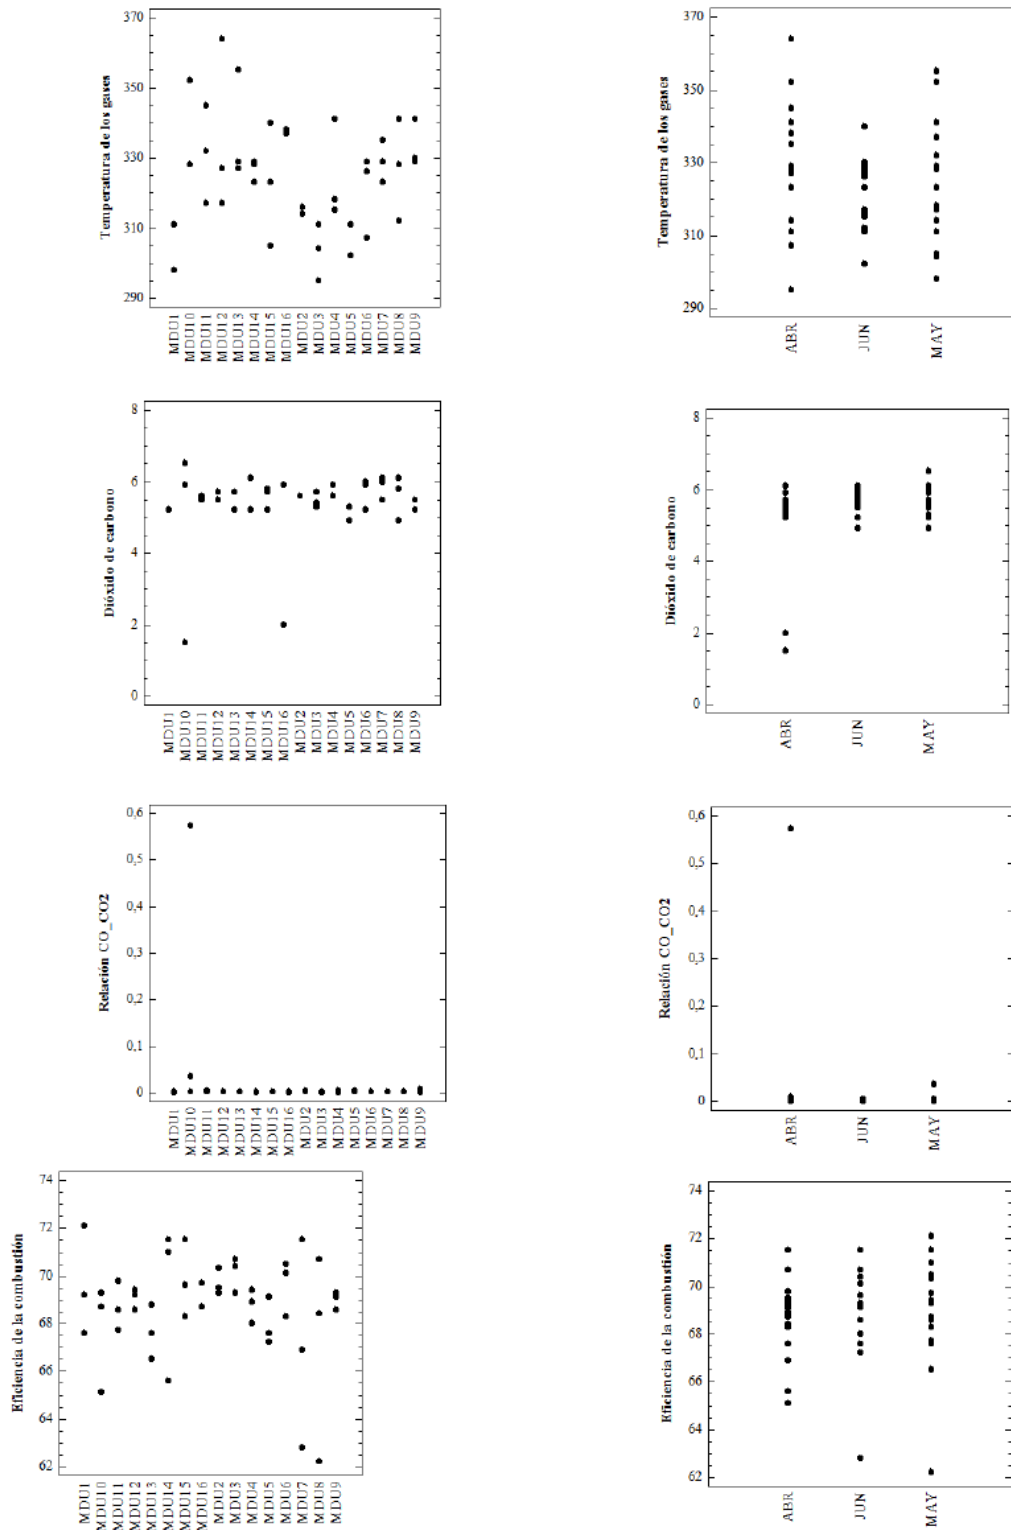 370
350
330
310
290
Temperatura de los gases
MDU1
MDU10
MDU11
MDU12
MDU13
MDU14
MDU15
MDU16
MDU2
MDU3
MDU4
MDU5
MDU6
MDU7
MDU8
MDU9
370
350
330
310
290
Temperatura de los gases
ABR
JUN
MAY
8
6
4
2
0
Dióxido de carbono
MDU1
MDU10
MDU11
MDU12
MDU13
MDU14
MDU15
MDU16
MDU2
MDU3
MDU4
MDU5
MDU6
MDU7
MDU8
MDU9
8
6
4
2
0
Dióxido de carbono
ABR
JUN
MAY
0,6
0,5
0,4
0,3
0,2
0,1
0
Relación CO_CO2
MDU1
MDU10
MDU11
MDU12
MDU13
MDU14
MDU15
MDU16
MDU2
MDU3
MDU4
MDU5
MDU6
MDU7
MDU8
MDU9
0,6
0,5
0,4
0,3
0,2
0,1
0
Relación CO_CO2
ABR
JUN
MAY
74
72
70
68
66
64
62
Eficiencia de la combustión
MDU1
MDU10
MDU11
MDU12
MDU13
MDU14
MDU15
MDU16
MDU2
MDU3
MDU4
MDU5
MDU6
MDU7
MDU8
MDU9
74
72
70
68
66
64
62
Eficiencia de la combustión
ABR
JUN
MAY